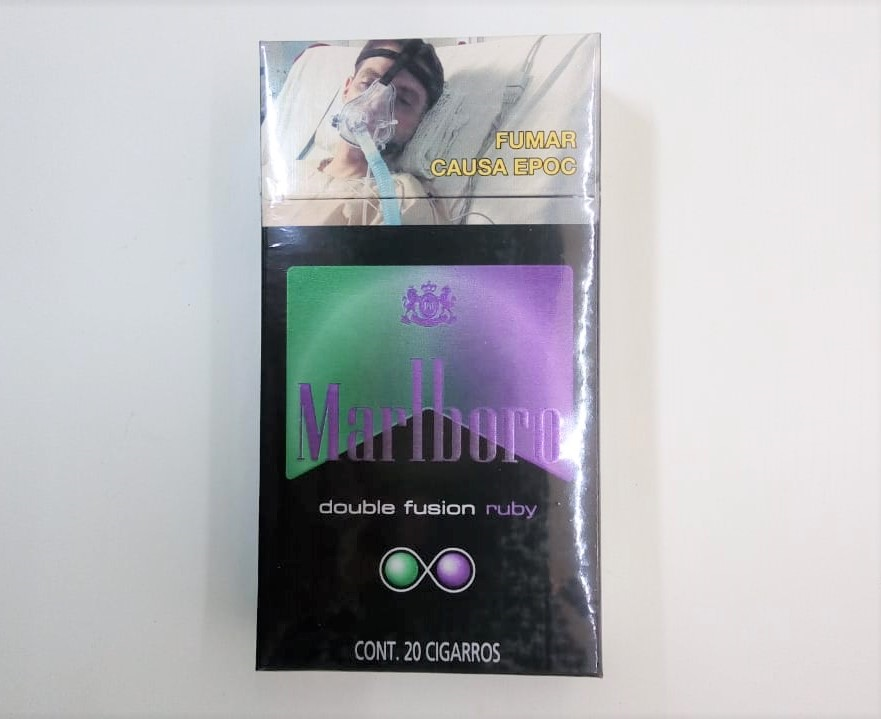 FUMAR
CAUSA EPOC
Marlboro
double fusion ruby
CONT. 20 CIGARROS